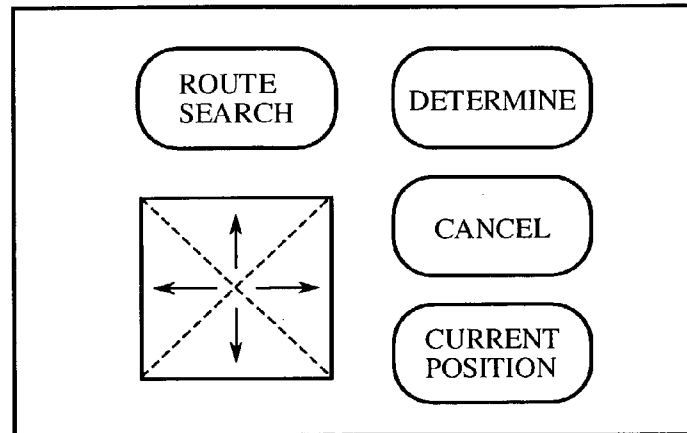 ROUTE
SEARCH
DETERMINE
CANCEL
CURRENT
POSITION